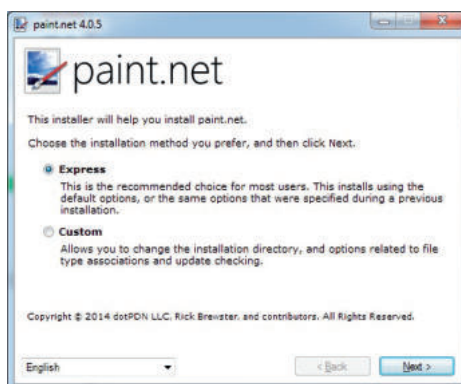 paint.net 4.0.5
paint.net
This installer will help you install paint.net.
Choose the installation method you prefer, and then click Next.
Express
This is the recommended choice for most users. This installs using the
default options, or the same options that were specified during a previous
installation.
Custom
Allows you to change the installation directory, and options related to file
type associations and update checking.
Copyright © 2014 dotPDN LLC, Rick Brewster, and contributors. All Rights Reserved.
English < Back Next >